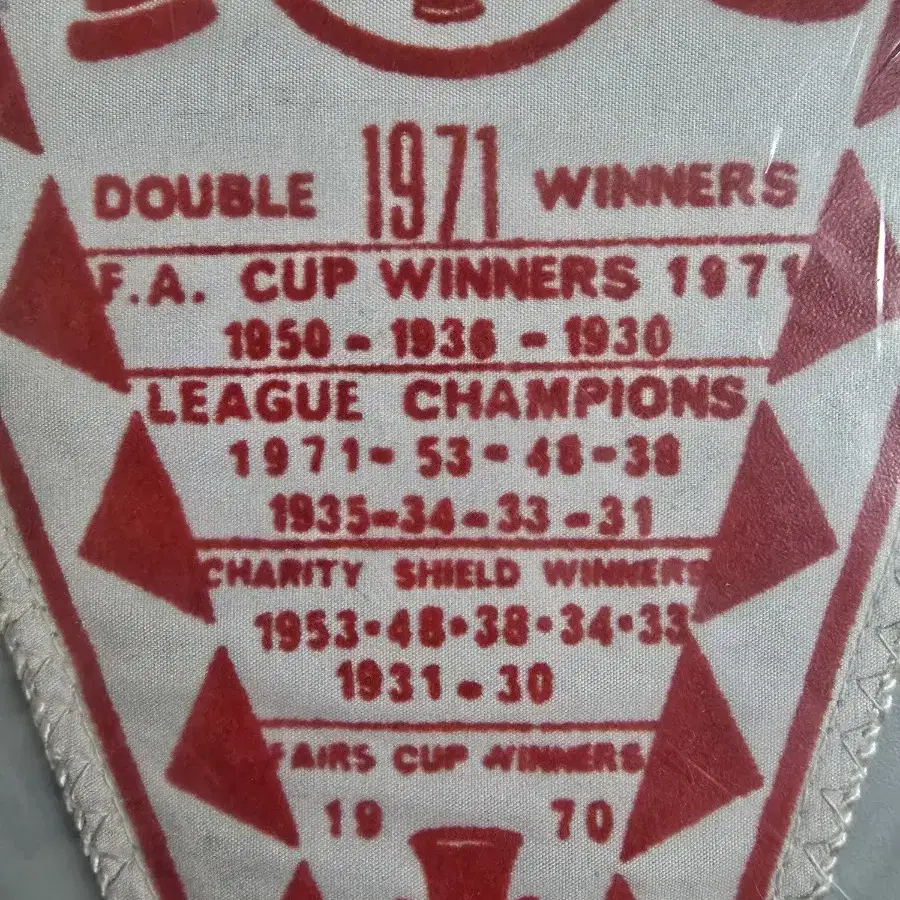 DOUBLE 1971 WINNERS
F.A. CUP WINNERS 1971
1950 - 1936 - 1930
LEAGUE CHAMPIONS
1971 - 53 - 48 - 38
1935 - 34 - 33 - 31
CHARITY SHIELD WINNERS
1953 · 48 · 38 · 34 · 33
1931 - 30
FAIRS CUP WINNERS
19 70